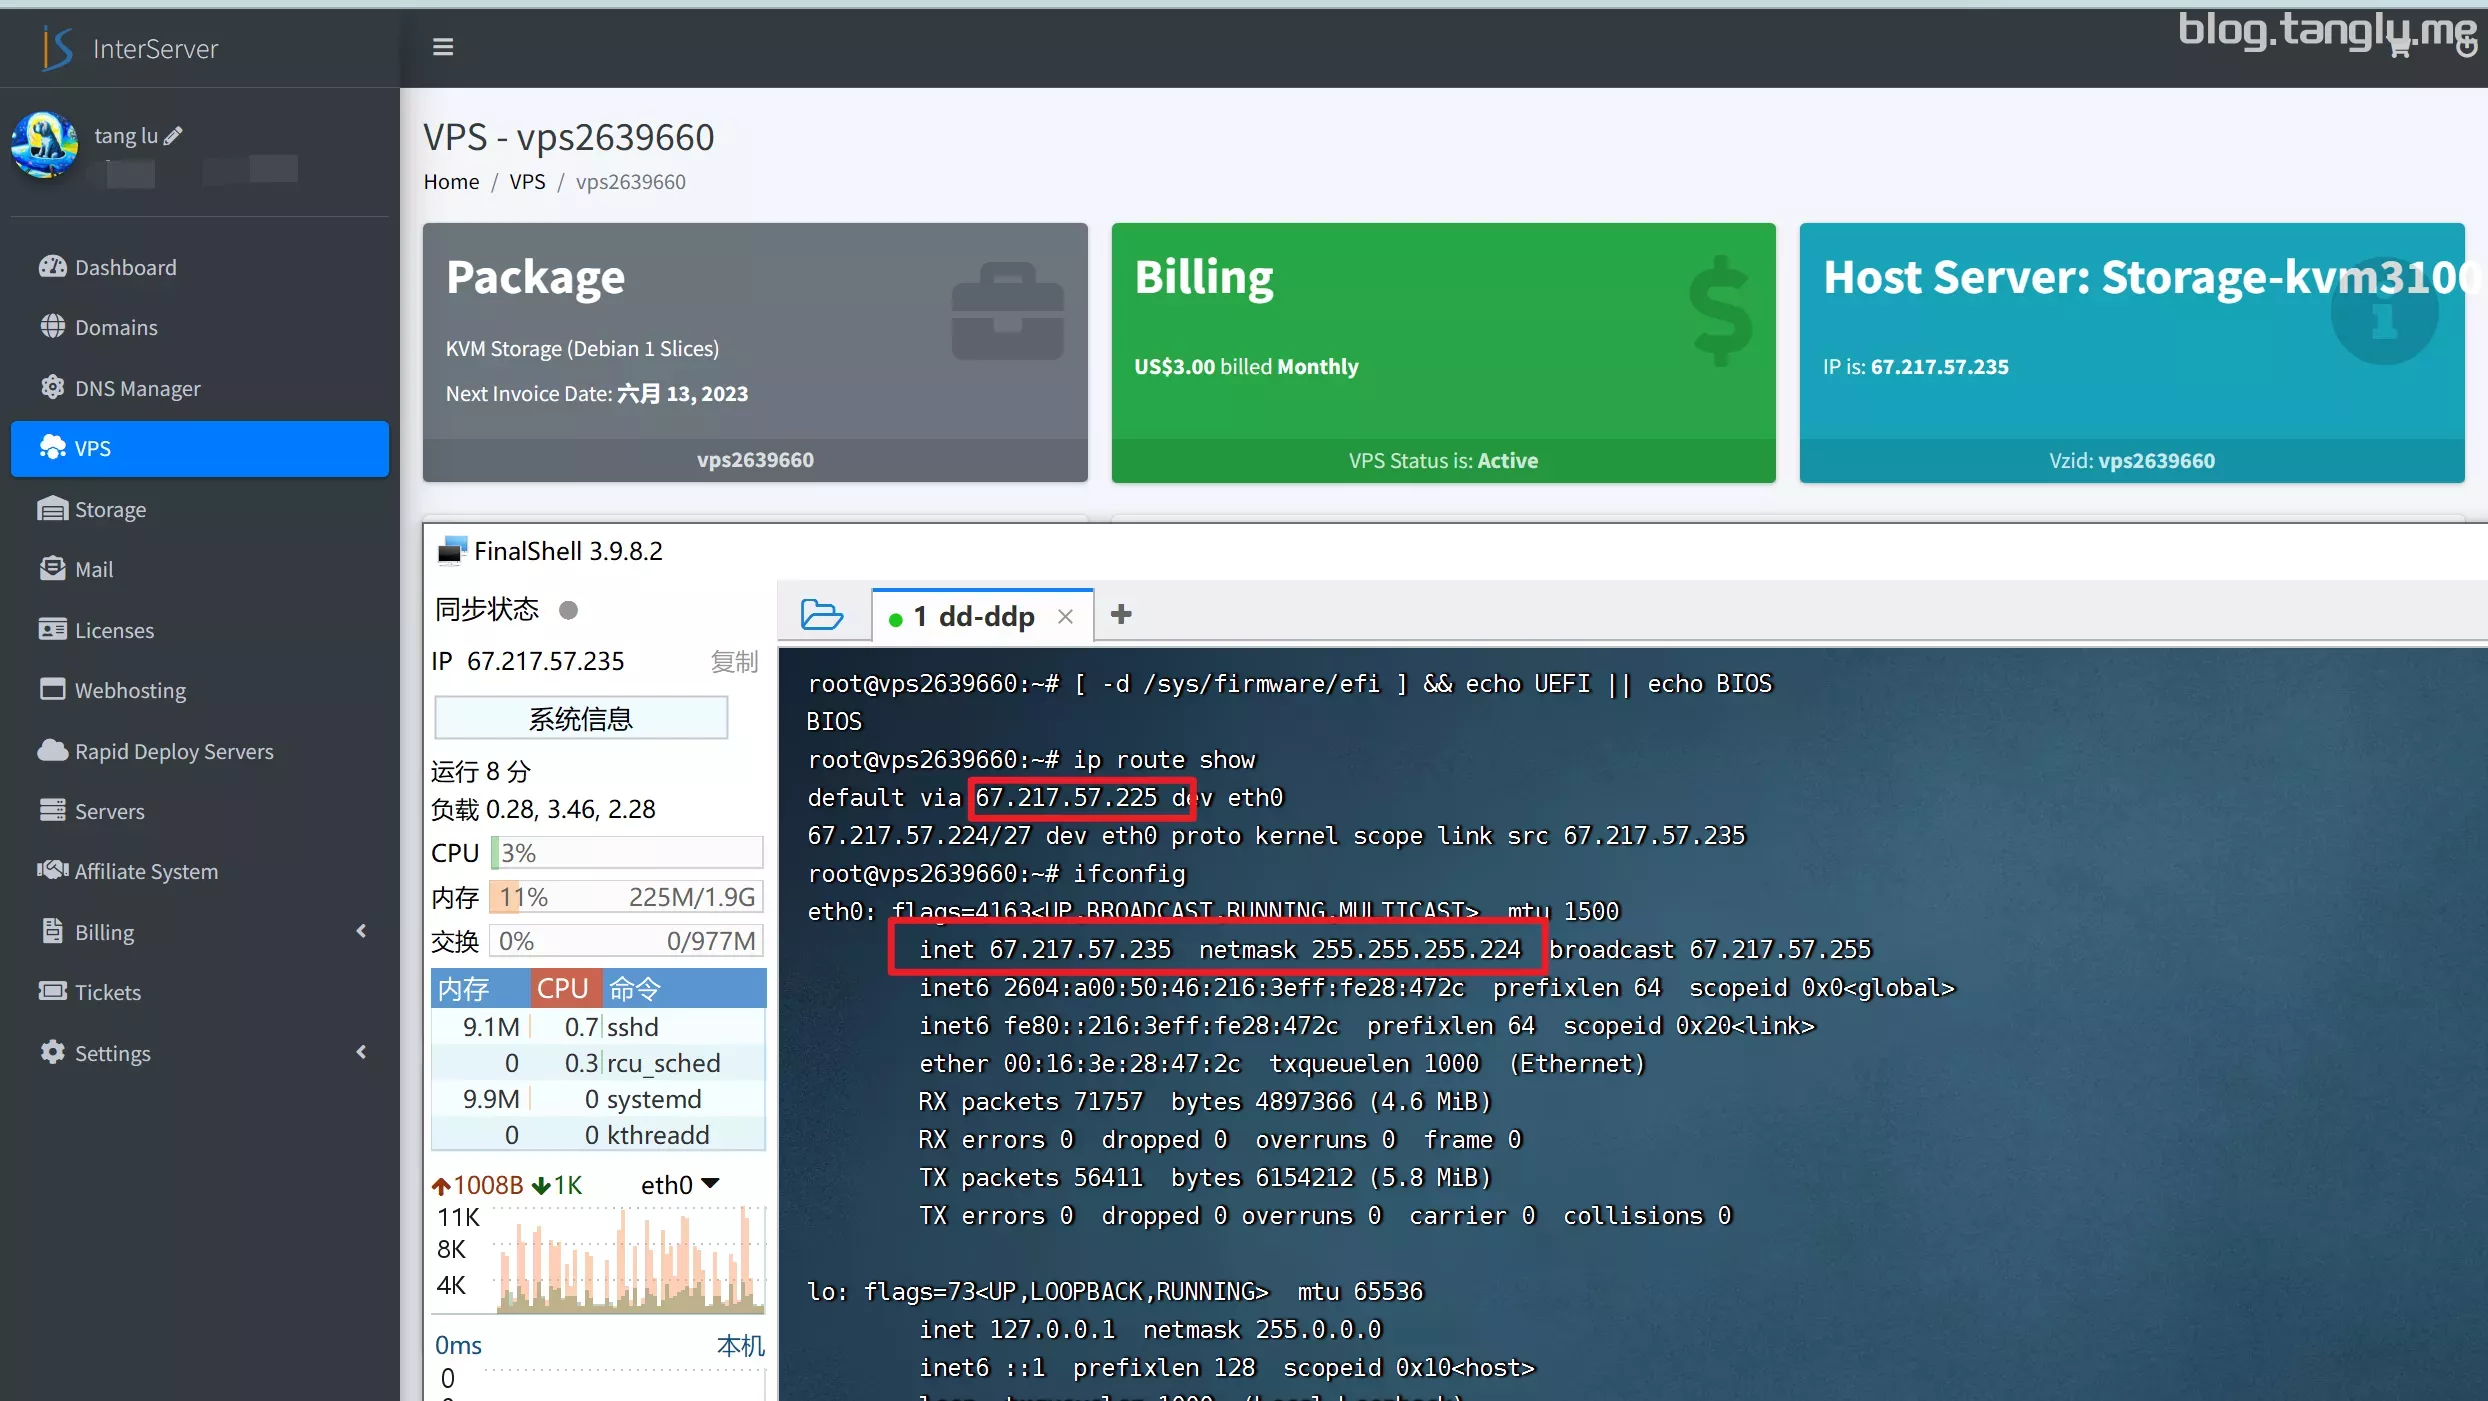 InterServer
blog.tanglu.me
tang lu
Dashboard
Domains
DNS Manager
VPS
Storage
Mail
Licenses
Webhosting
Rapid Deploy Servers
Servers
Affiliate System
Billing
Tickets
Settings
VPS - vps2639660
Home / VPS / vps2639660
Package
KVM Storage (Debian 1 Slices)
Next Invoice Date: 六月 13, 2023
vps2639660
Billing
US$3.00 billed Monthly
VPS Status is: Active
Host Server: Storage-kvm3100
IP is: 67.217.57.235
Vzid: vps2639660
FinalShell 3.9.8.2
同步状态
IP 67.217.57.235 复制
系统信息
运行 8 分
负载 0.28, 3.46, 2.28
CPU 3%
内存 11% 225M/1.9G
交换 0% 0/977M
内存 CPU 命令
9.1M 0.7 sshd
0 0.3 rcu_sched
9.9M 0 systemd
0 0 kthreadd
1008B 1K eth0
11K
8K
4K
0ms 本机
0
1 dd-ddp × +
root@vps2639660:~# [ -d /sys/firmware/efi ] && echo UEFI || echo BIOS
BIOS
root@vps2639660:~# ip route show
default via 67.217.57.225 dev eth0
67.217.57.224/27 dev eth0 proto kernel scope link src 67.217.57.235
root@vps2639660:~# ifconfig
eth0: flags=4163<UP,BROADCAST,RUNNING,MULTICAST> mtu 1500
inet 67.217.57.235 netmask 255.255.255.224 broadcast 67.217.57.255
inet6 2604:a00:50:46:216:3eff:fe28:472c prefixlen 64 scopeid 0x0<global>
inet6 fe80::216:3eff:fe28:472c prefixlen 64 scopeid 0x20<link>
ether 00:16:3e:28:47:2c txqueuelen 1000 (Ethernet)
RX packets 71757 bytes 4897366 (4.6 MiB)
RX errors 0 dropped 0 overruns 0 frame 0
TX packets 56411 bytes 6154212 (5.8 MiB)
TX errors 0 dropped 0 overruns 0 carrier 0 collisions 0
lo: flags=73<UP,LOOPBACK,RUNNING> mtu 65536
inet 127.0.0.1 netmask 255.0.0.0
inet6 ::1 prefixlen 128 scopeid 0x10<host>